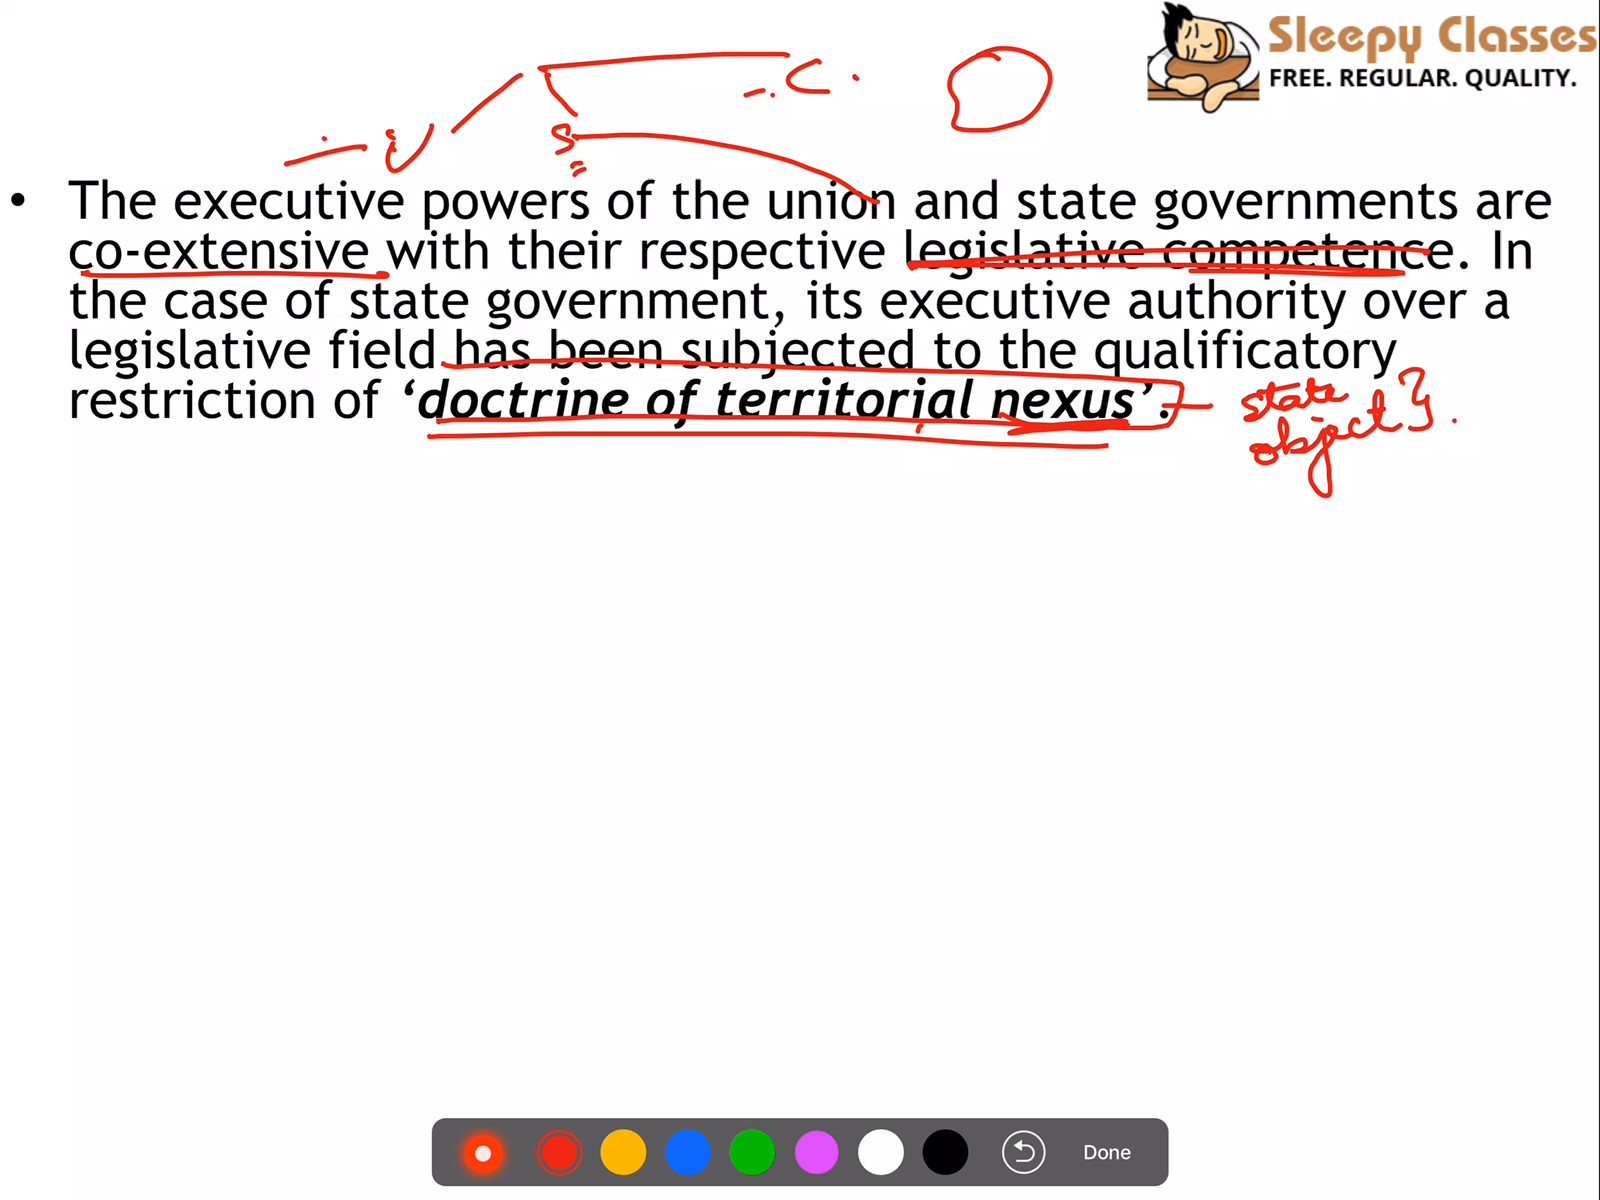 Sleepy Classes
FREE. REGULAR. QUALITY.
U
S
C
• The executive powers of the union and state governments are
co-extensive with their respective legislative competence. In
the case of state government, its executive authority over a
legislative field has been subjected to the qualificatory
restriction of ‘doctrine of territorial nexus’.
state
object
Done